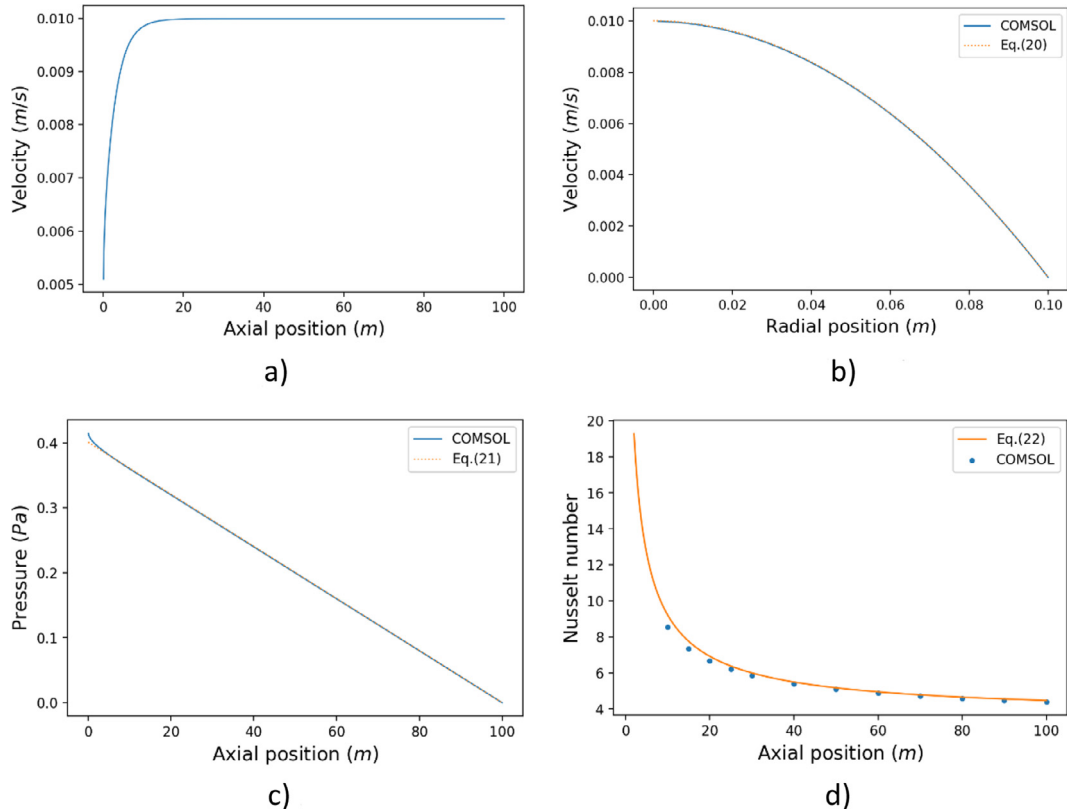 0.010
0.009
0.008
0.007
0.006
0.005
Velocity (m/s)
0 20 40 60 80 100
Axial position (m)
a)
0.010
0.008
0.006
0.004
0.002
0.000
Velocity (m/s)
COMSOL
Eq.(20)
0.00 0.02 0.04 0.06 0.08 0.10
Radial position (m)
b)
0.4
0.3
0.2
0.1
0.0
Pressure (Pa)
COMSOL
Eq.(21)
0 20 40 60 80 100
Axial position (m)
c)
20
18
16
14
12
10
8
6
4
Nusselt number
Eq.(22)
COMSOL
0 20 40 60 80 100
Axial position (m)
d)